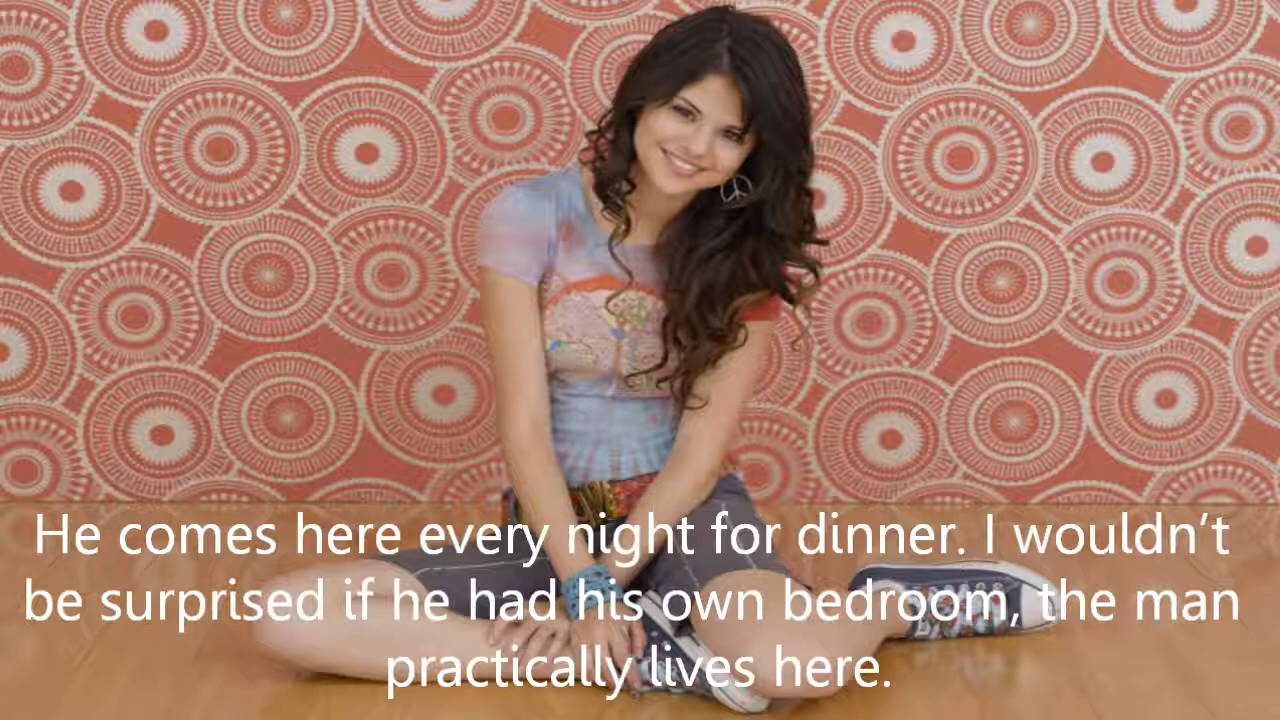 He comes here every night for dinner. I wouldn’t
be surprised if he had his own bedroom, the man
practically lives here.